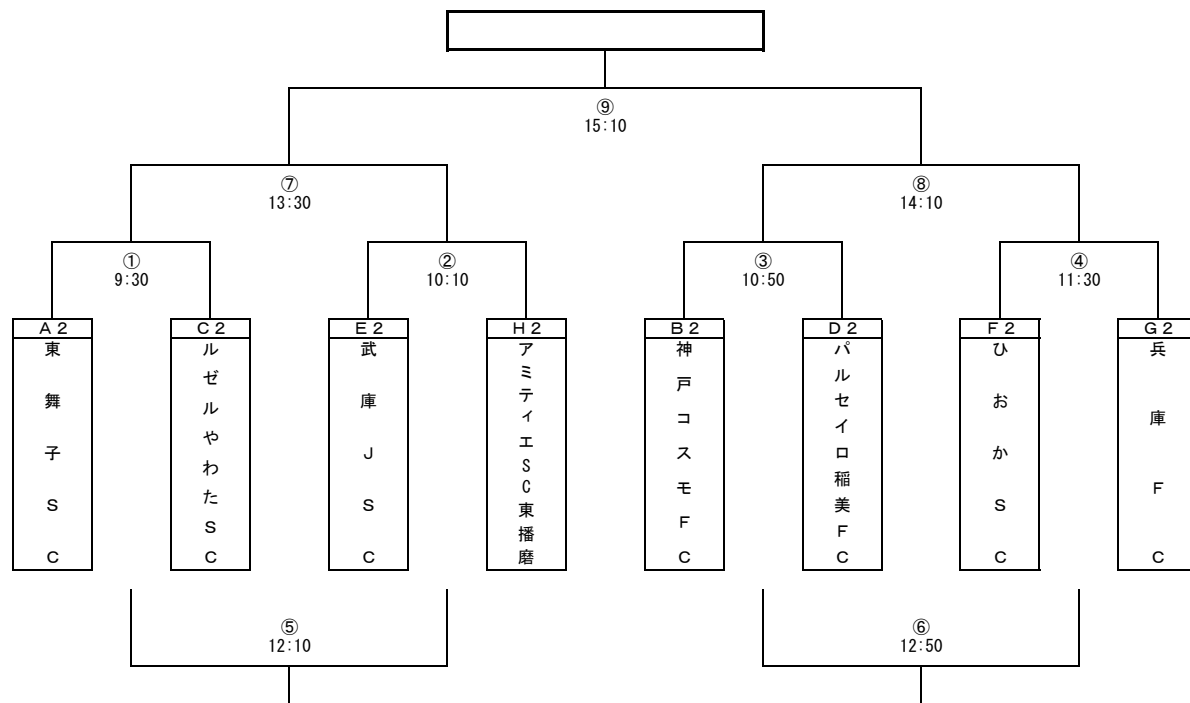 ⑨
15:10
⑦
13:30
⑧
14:10
①
9:30
②
10:10
③
10:50
④
11:30
A2
C2
E2
H2
B2
D2
F2
G2
東舞子SC
ルゼルやわたSC
武庫JSC
アミティエSC東播磨
神戸コスモFC
パルセイロ稲美FC
ひおかSC
兵庫FC
⑤
12:10
⑥
12:50